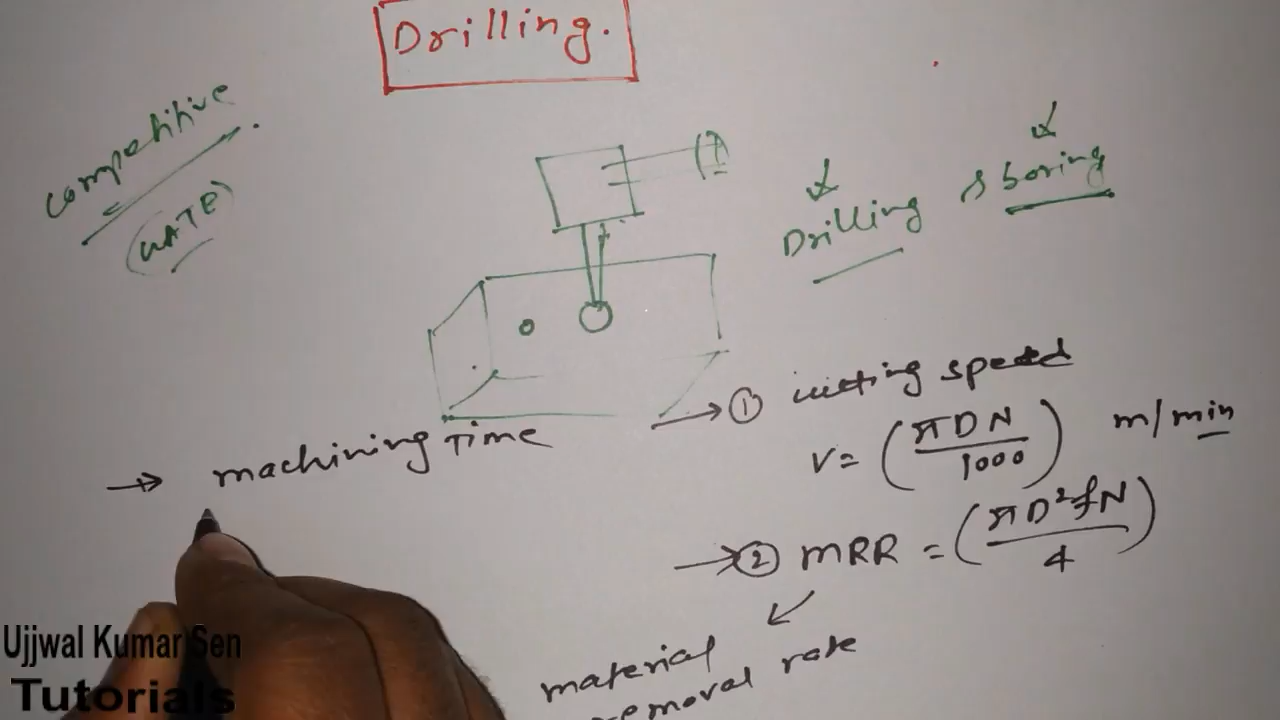 Drilling.
competitive
(GATE)
Drilling & boring
① cutting speed
V = (πDN/1000) m/min
→ machining Time
→ ② MRR = (πD²fN/4)
material
removal rate
Ujjwal Kumar Sen
Tutorials